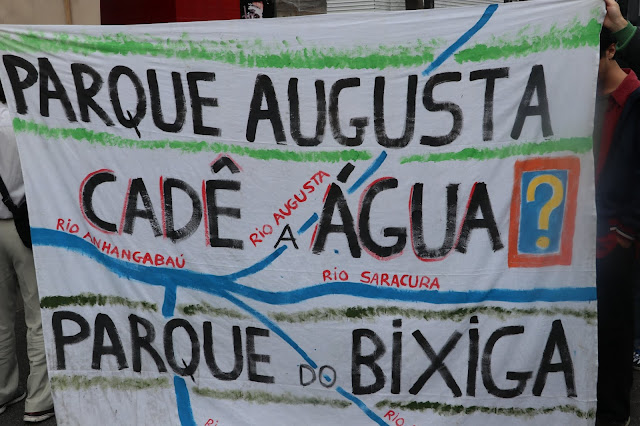 PARQUE AUGUSTA
CADÊ A ÁGUA ?
RIO AUGUSTA
RIO ANHANGABAÚ
RIO SARACURA
PARQUE DO BIXIGA